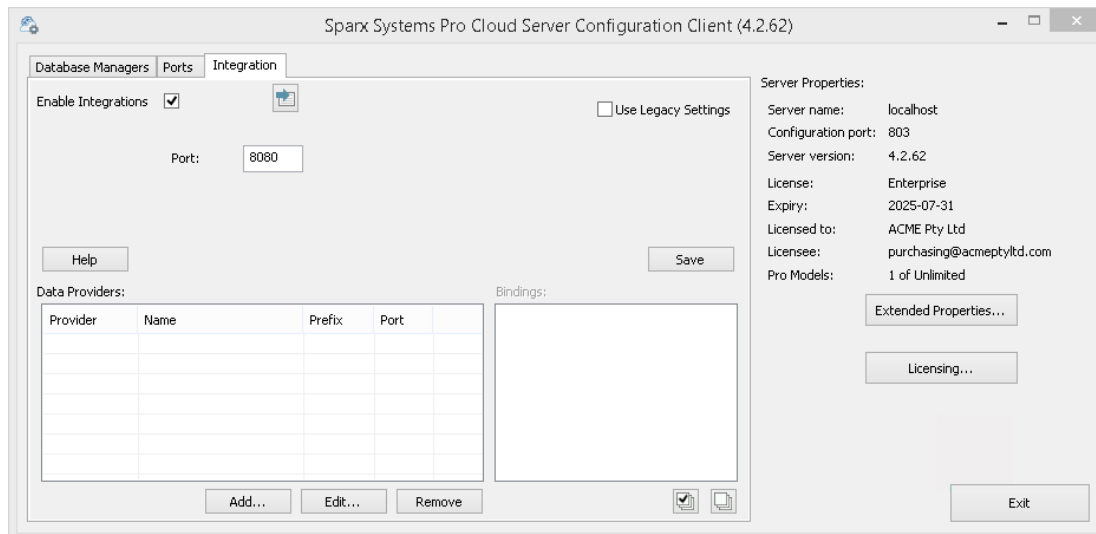 Sparx Systems Pro Cloud Server Configuration Client (4.2.62)
Database Managers Ports Integration
Enable Integrations
Use Legacy Settings
Port: 8080
Help Save
Data Providers: Bindings:
Provider Name Prefix Port
Add... Edit... Remove
Server Properties:
Server name: localhost
Configuration port: 803
Server version: 4.2.62
License: Enterprise
Expiry: 2025-07-31
Licensed to: ACME Pty Ltd
Licensee: purchasing@acmeptyltd.com
Pro Models: 1 of Unlimited
Extended Properties...
Licensing...
Exit